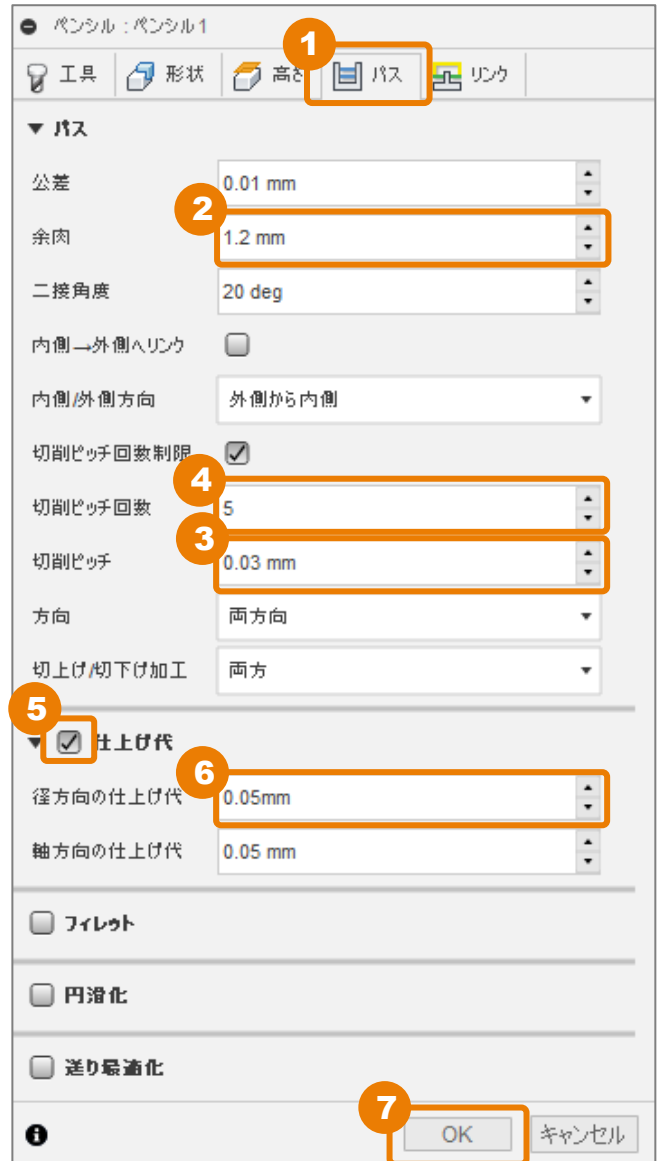 ペンシル : ペンシル1
1
工具 形状 高さ パス リンク
▼ パス
公差 0.01 mm
2
余肉 1.2 mm
二接角度 20 deg
内側→外側へリンク
内側/外側方向 外側から内側
切削ピッチ回数制限
4
切削ピッチ回数 5
3
切削ピッチ 0.03 mm
方向 両方向
切上げ/切下げ加工 両方
5
▼ 仕上げ代
6
径方向の仕上げ代 0.05mm
軸方向の仕上げ代 0.05 mm
フィレット
円滑化
送り最適化
7
OK キャンセル